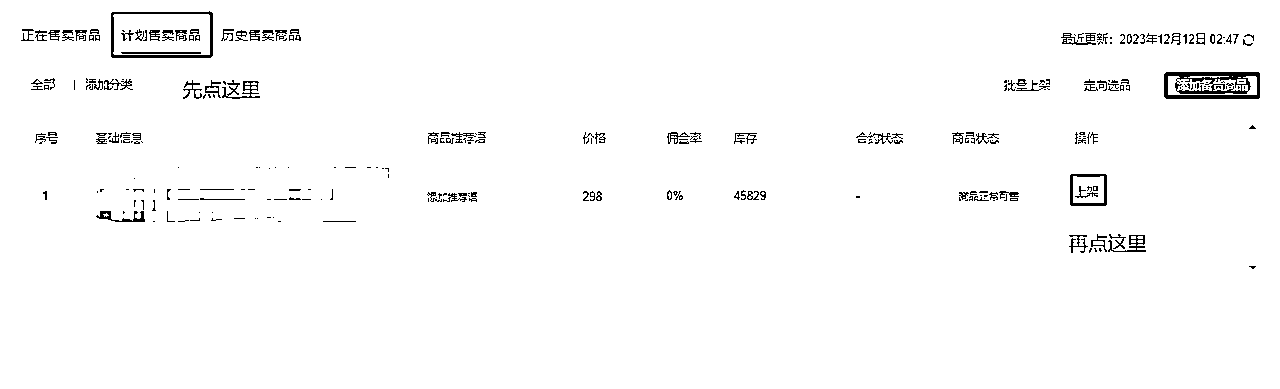 正在售卖商品 计划售卖商品 历史售卖商品
最近更新：2023年12月12日 02:47
全部 | 添加分类 先点这里 批量上架 定向选品 添加备货商品
序号 基础信息 商品推荐语 价格 佣金率 库存 合约状态 商品状态 操作
1 添加推荐语 298 0% 45829 - 商品正常可售 上架
再点这里